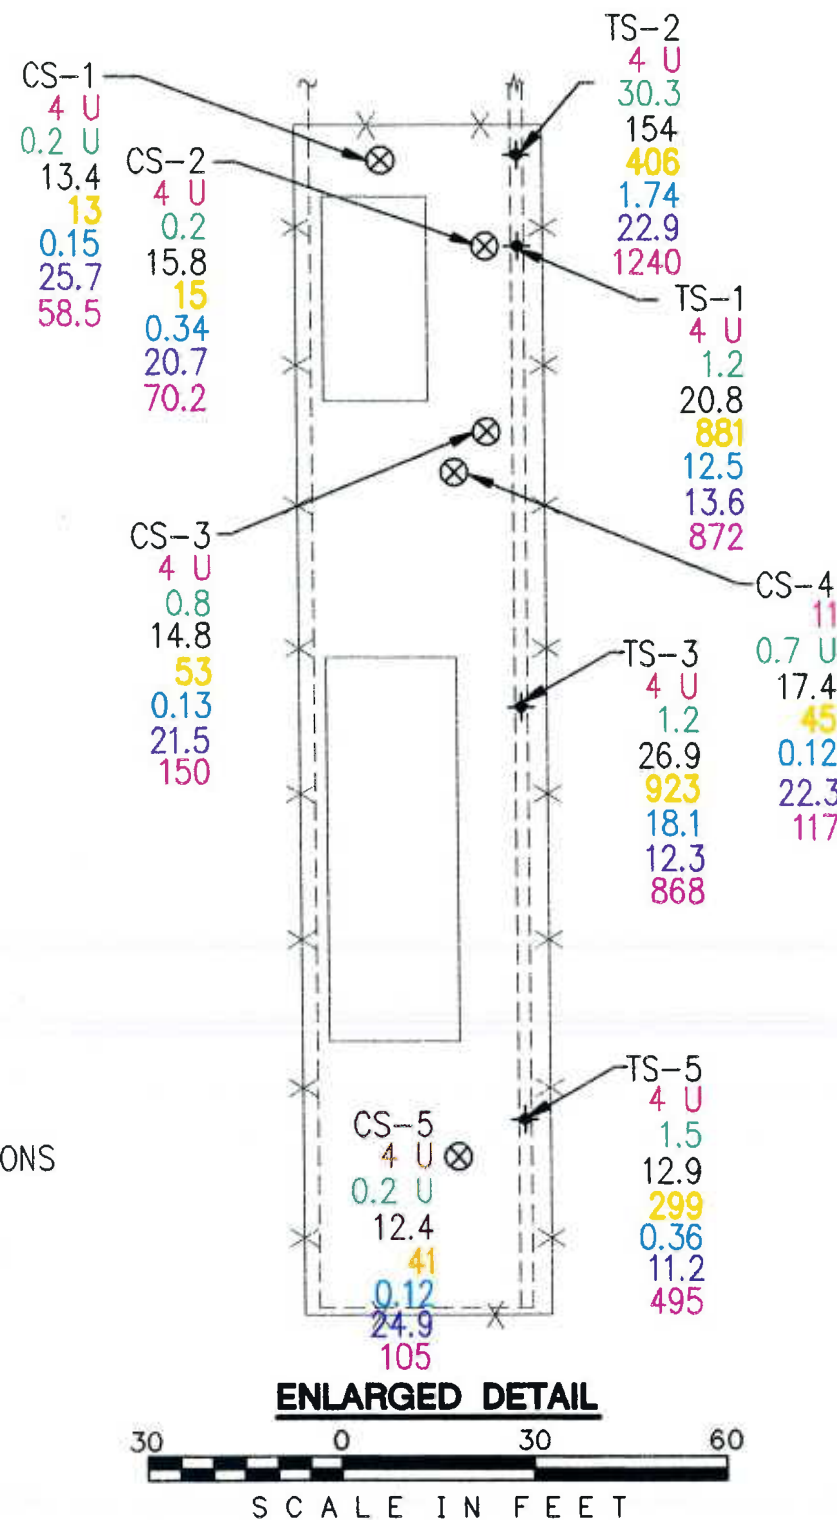 TS-2
4 U
30.3
154
406
1.74
22.9
1240
CS-1
4 U
0.2 U
13.4
13
0.15
25.7
58.5
CS-2
4 U
0.2
15.8
15
0.34
20.7
70.2
TS-1
4 U
1.2
20.8
881
12.5
13.6
872
CS-3
4 U
0.8
14.8
53
0.13
21.5
150
CS-4
11
0.7 U
17.4
45
0.12
22.3
117
TS-3
4 U
1.2
26.9
923
18.1
12.3
868
TS-5
4 U
1.5
12.9
299
0.36
11.2
495
CS-5
4 U
0.2 U
12.4
41
0.12
24.9
105
ONS
ENLARGED DETAIL
30 0 30 60
SCALE IN FEET